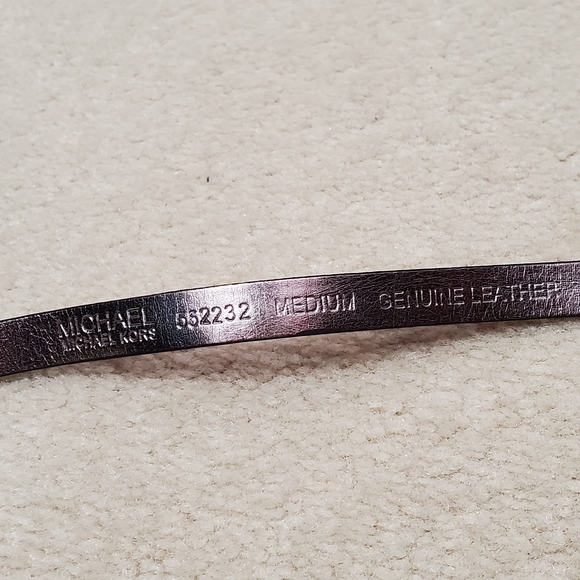 MICHAEL 552232 MEDIUM GENUINE LEATHER
MICHAEL KORS